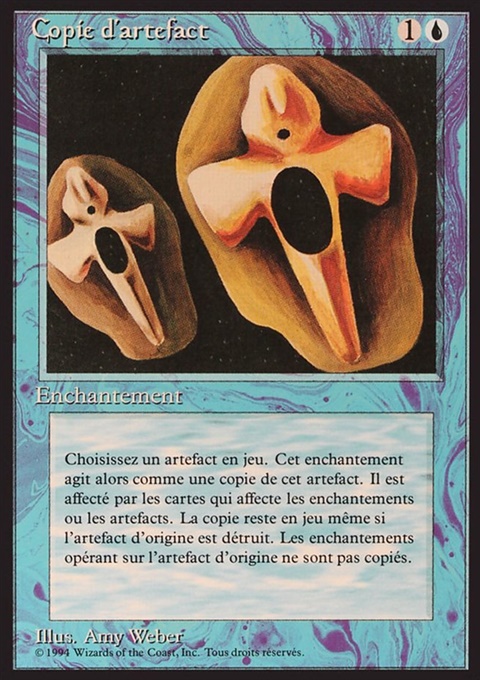 Copie d'artefact 1
Enchantement
Choisissez un artefact en jeu. Cet enchantement
agit alors comme une copie de cet artefact. Il est
affecté par les cartes qui affecte les enchantements
ou les artefacts. La copie reste en jeu même si
l'artefact d'origine est détruit. Les enchantements
opérant sur l'artefact d'origine ne sont pas copiés.
Illus. Amy Weber
© 1994 Wizards of the Coast, Inc. Tous droits réservés.